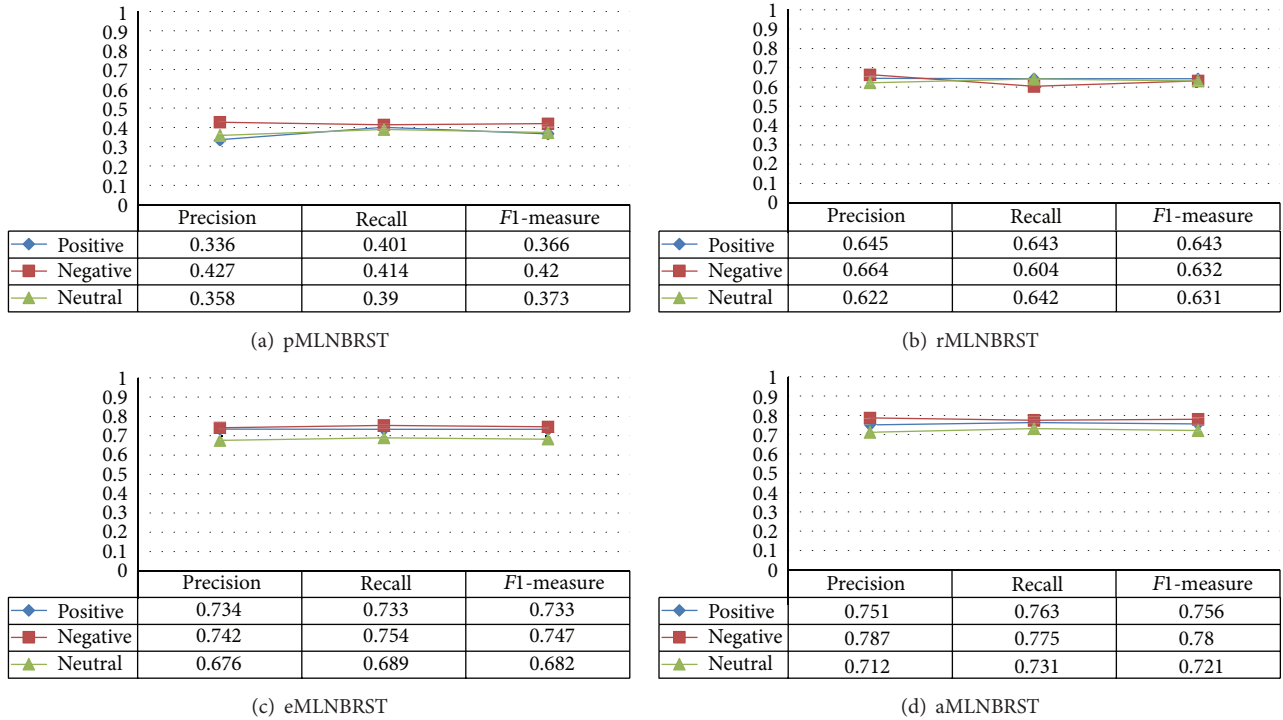 1
0.9
0.8
0.7
0.6
0.5
0.4
0.3
0.2
0.1
0
Precision Recall F1-measure
Positive 0.336 0.401 0.366
Negative 0.427 0.414 0.42
Neutral 0.358 0.39 0.373
(a) pMLNBRST
1
0.9
0.8
0.7
0.6
0.5
0.4
0.3
0.2
0.1
0
Precision Recall F1-measure
Positive 0.645 0.643 0.643
Negative 0.664 0.604 0.632
Neutral 0.622 0.642 0.631
(b) rMLNBRST
1
0.9
0.8
0.7
0.6
0.5
0.4
0.3
0.2
0.1
0
Precision Recall F1-measure
Positive 0.734 0.733 0.733
Negative 0.742 0.754 0.747
Neutral 0.676 0.689 0.682
(c) eMLNBRST
1
0.9
0.8
0.7
0.6
0.5
0.4
0.3
0.2
0.1
0
Precision Recall F1-measure
Positive 0.751 0.763 0.756
Negative 0.787 0.775 0.78
Neutral 0.712 0.731 0.721
(d) aMLNBRST